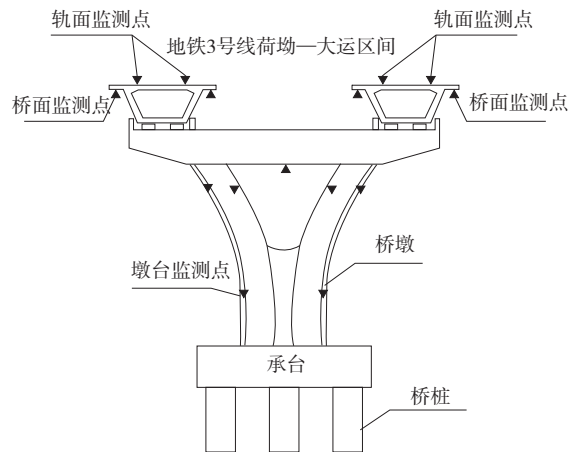 轨面监测点
轨面监测点
地铁3号线荷坳—大运区间
桥面监测点
桥面监测点
墩台监测点
桥墩
承台
桥桩